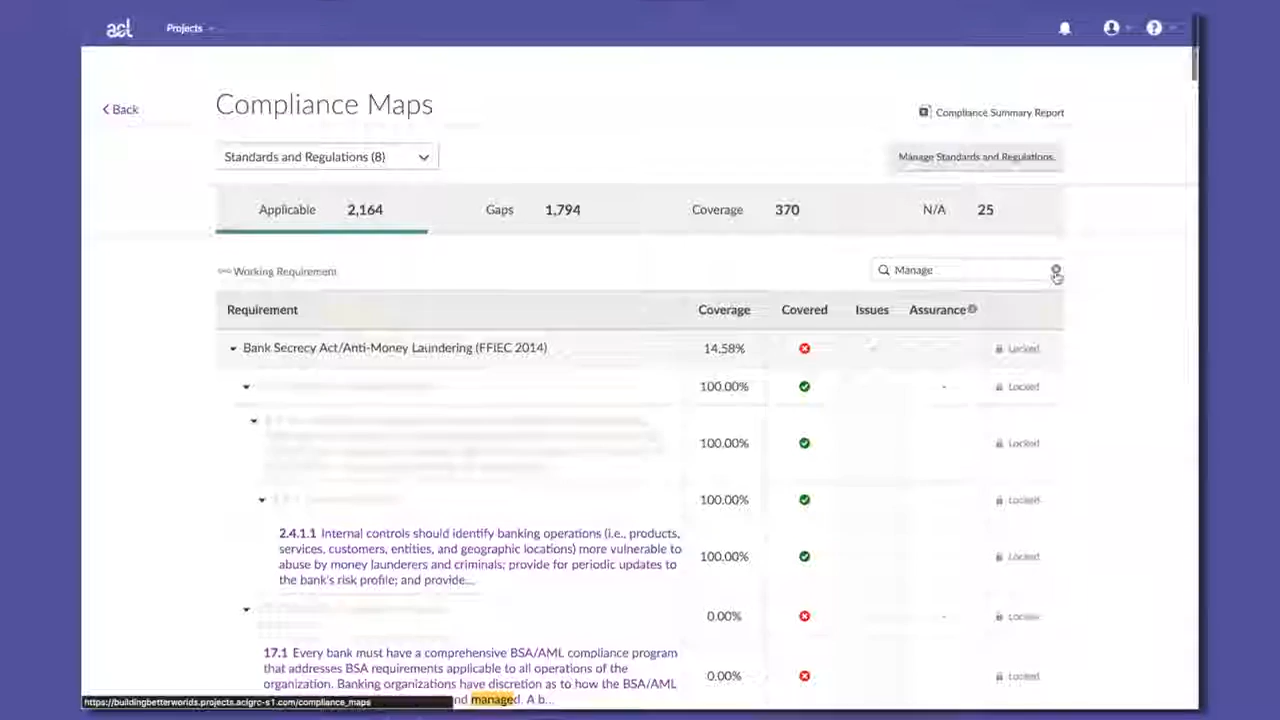 acl Projects
< Back
Compliance Maps
Compliance Summary Report
Standards and Regulations (8)
Manage Standards and Regulations.
Applicable 2,164 Gaps 1,794 Coverage 370 N/A 25
Working Requirement
Manage
Requirement Coverage Covered Issues Assurance
Bank Secrecy Act/Anti-Money Laundering (FFIEC 2014) 14.58% Locked
100.00% - Locked
100.00% Locked
100.00% Locked
2.4.1.1 Internal controls should identify banking operations (i.e., products,
services, customers, entities, and geographic locations) more vulnerable to
abuse by money launderers and criminals; provide for periodic updates to
the bank's risk profile; and provide...
100.00% Locked
0.00% - Locked
17.1 Every bank must have a comprehensive BSA/AML compliance program
that addresses BSA requirements applicable to all operations of the
organization. Banking organizations have discretion as to how the BSA/AML
0.00% Locked
nd managed. A b...
https://buildingbetterworlds.projects.aclgrc-s1.com/compliance_maps